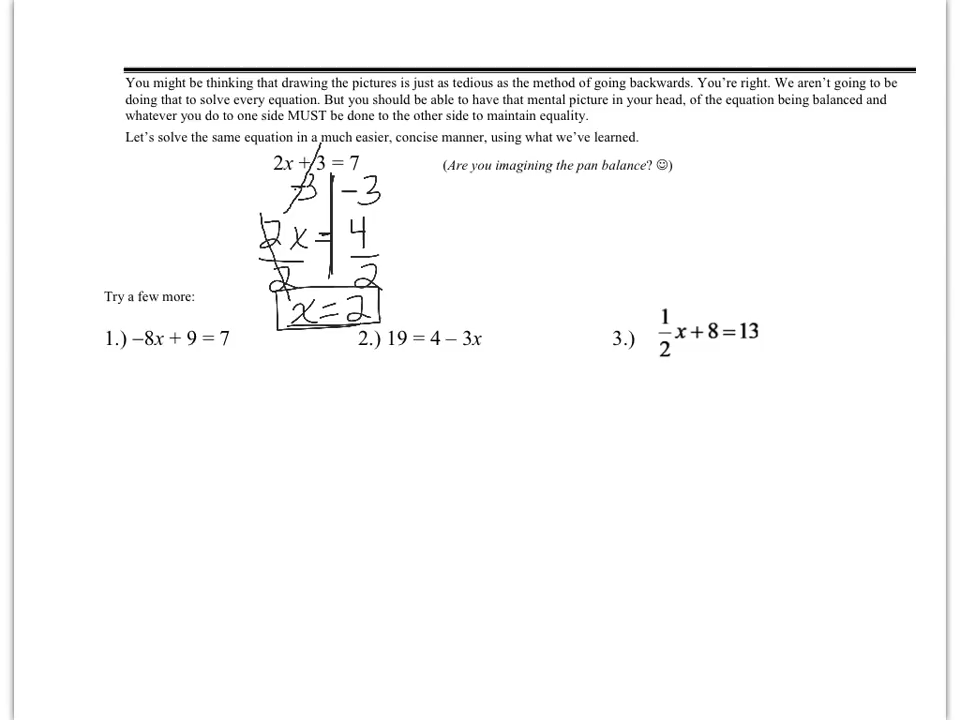 You might be thinking that drawing the pictures is just as tedious as the method of going backwards. You're right. We aren't going to be
doing that to solve every equation. But you should be able to have that mental picture in your head, of the equation being balanced and
whatever you do to one side MUST be done to the other side to maintain equality.
Let's solve the same equation in a much easier, concise manner, using what we've learned.
2x + 3 = 7 (Are you imagining the pan balance? ☺)
-3 | -3
2x = 4
2 2
x = 2
Try a few more:
1.) –8x + 9 = 7 2.) 19 = 4 – 3x 3.) 1/2 x + 8 = 13